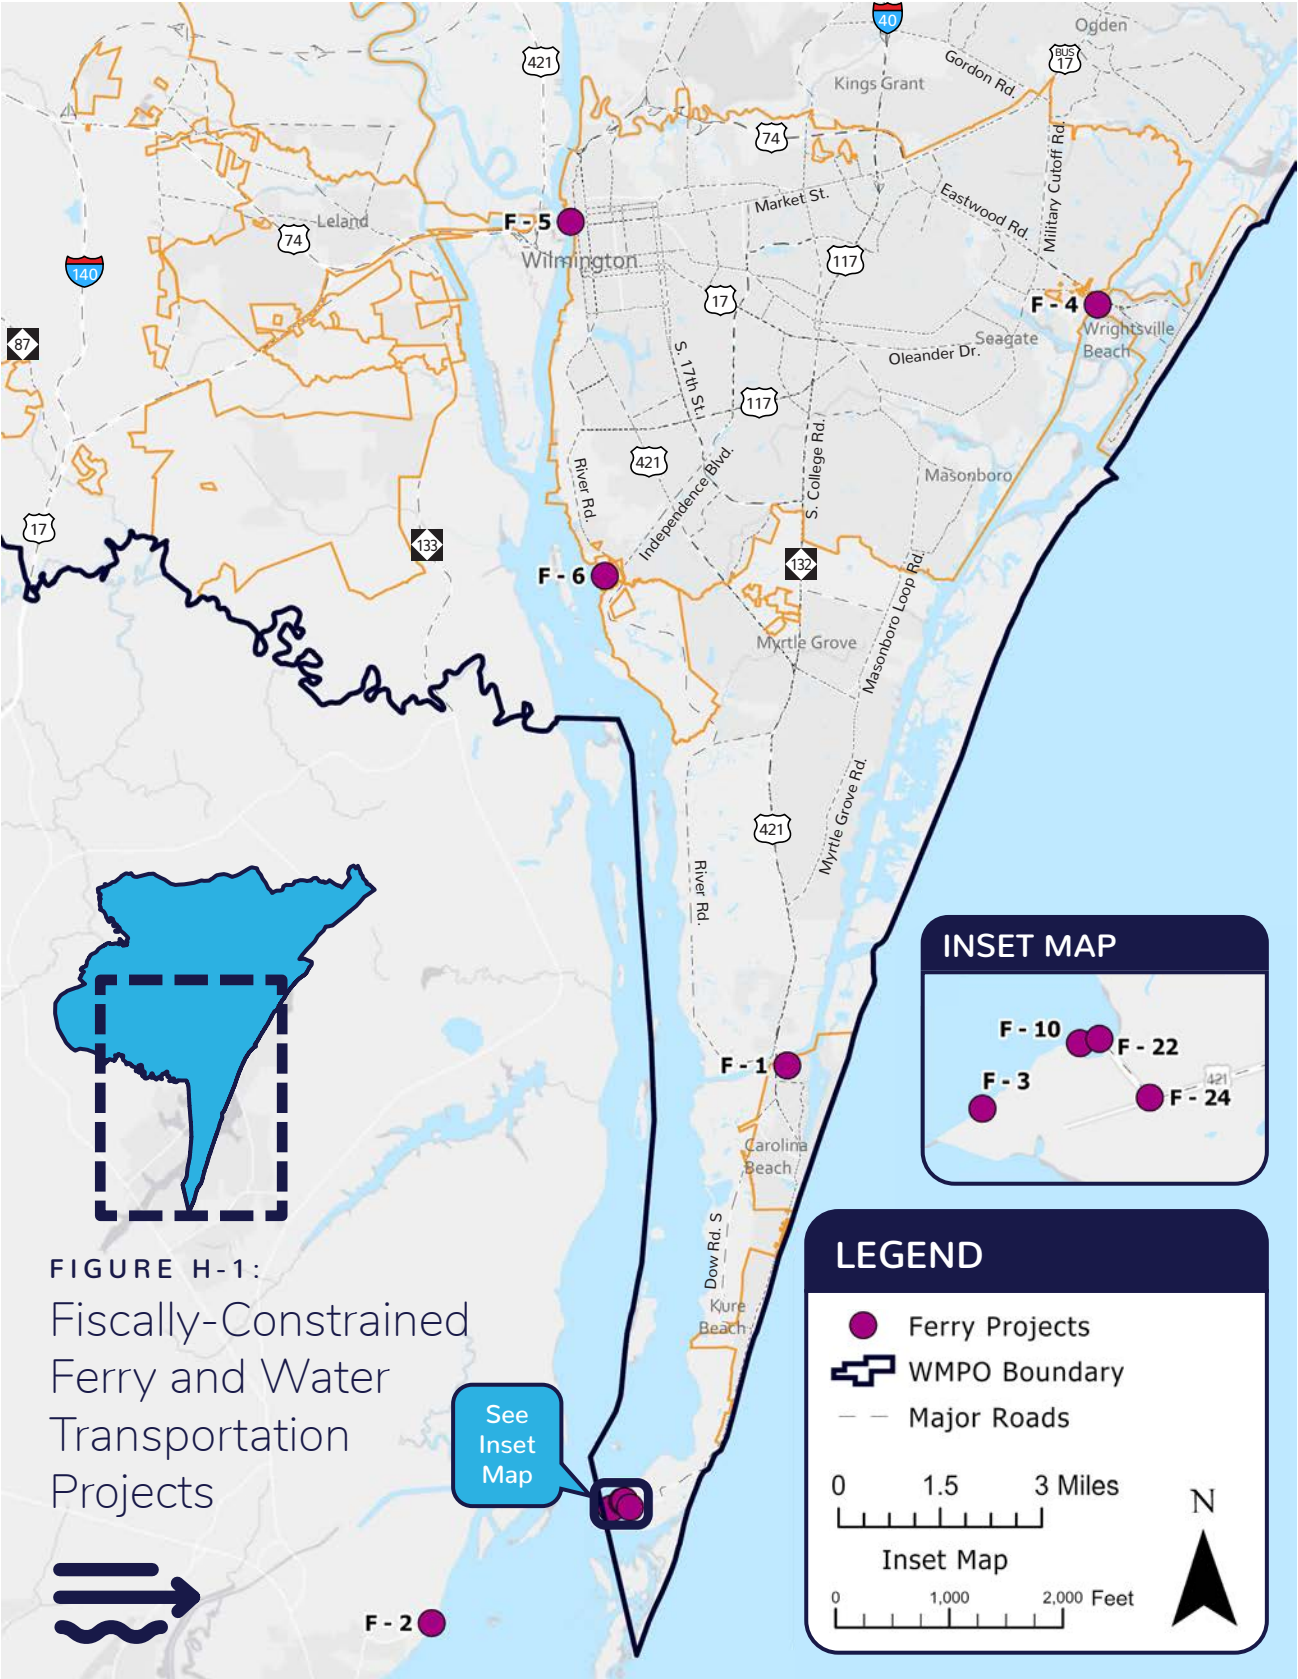 40
Ogden
421
BUS
17
Gordon Rd.
Kings Grant
74
Military Cutoff Rd.
Market St.
Eastwood Rd.
Leland
F - 5
74
Wilmington
117
140
17
F - 4
Wrightsville
Beach
Seagate
87
Oleander Dr.
S. 17th St.
117
421
S. College Rd.
River Rd.
Independence Blvd.
Masonboro
17
133
132
F - 6
Masonboro Loop Rd.
Myrtle Grove
Myrtle Grove Rd.
421
River Rd.
INSET MAP
F - 10
F - 22
F - 3
421
F - 24
F - 1
Carolina
Beach
Dow Rd. S
Kure
Beach
FIGURE H-1:
Fiscally-Constrained
Ferry and Water
Transportation
Projects
See
Inset
Map
F - 2
LEGEND
Ferry Projects
WMPO Boundary
Major Roads
0 1.5 3 Miles
Inset Map
0 1,000 2,000 Feet
N